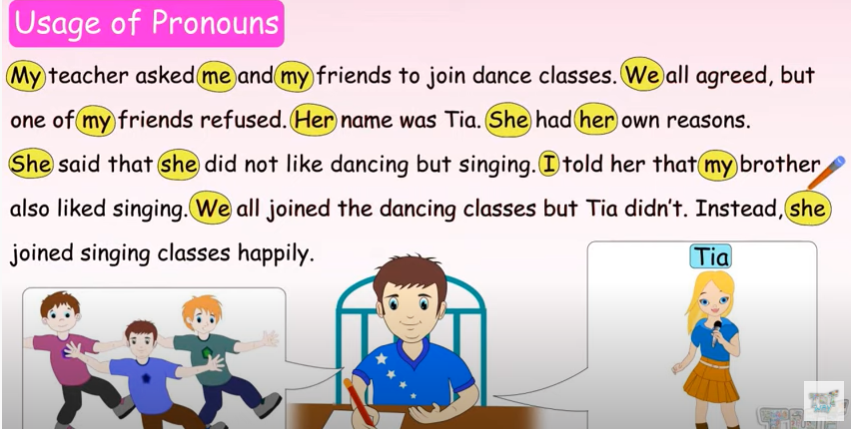 Usage of Pronouns
My teacher asked me and my friends to join dance classes. We all agreed, but
one of my friends refused. Her name was Tia. She had her own reasons.
She said that she did not like dancing but singing. I told her that my brother
also liked singing. We all joined the dancing classes but Tia didn't. Instead, she
joined singing classes happily.
Tia